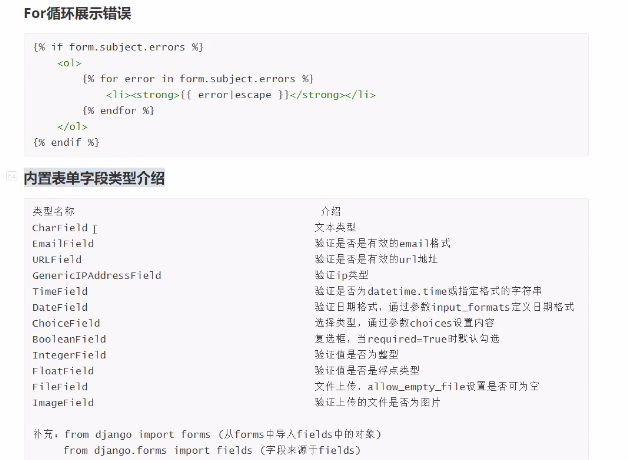 For循环展示错误
{% if form.subject.errors %}
<ol>
{% for error in form.subject.errors %}
<li><strong>{{ error|escape }}</strong></li>
{% endfor %}
</ol>
{% endif %}
内置表单字段类型介绍
类型名称 介绍
CharField 文本类型
EmailField 验证是否是有效的email格式
URLField 验证是否是有效的url地址
GenericIPAddressField 验证ip类型
TimeField 验证是否为datetime.time或指定格式的字符串
DateField 验证日期格式，通过参数input_formats定义日期格式
ChoiceField 选择类型，通过参数choices设置内容
BooleanField 复选框，当required=True时默认勾选
IntegerField 验证值是否为整型
FloatField 验证值是否是浮点类型
FileField 文件上传，allow_empty_file设置是否可为空
ImageField 验证上传的文件是否为图片
补充：from django import forms (从forms中导入fields中的对象)
from django.forms import fields (字段来源于fields)